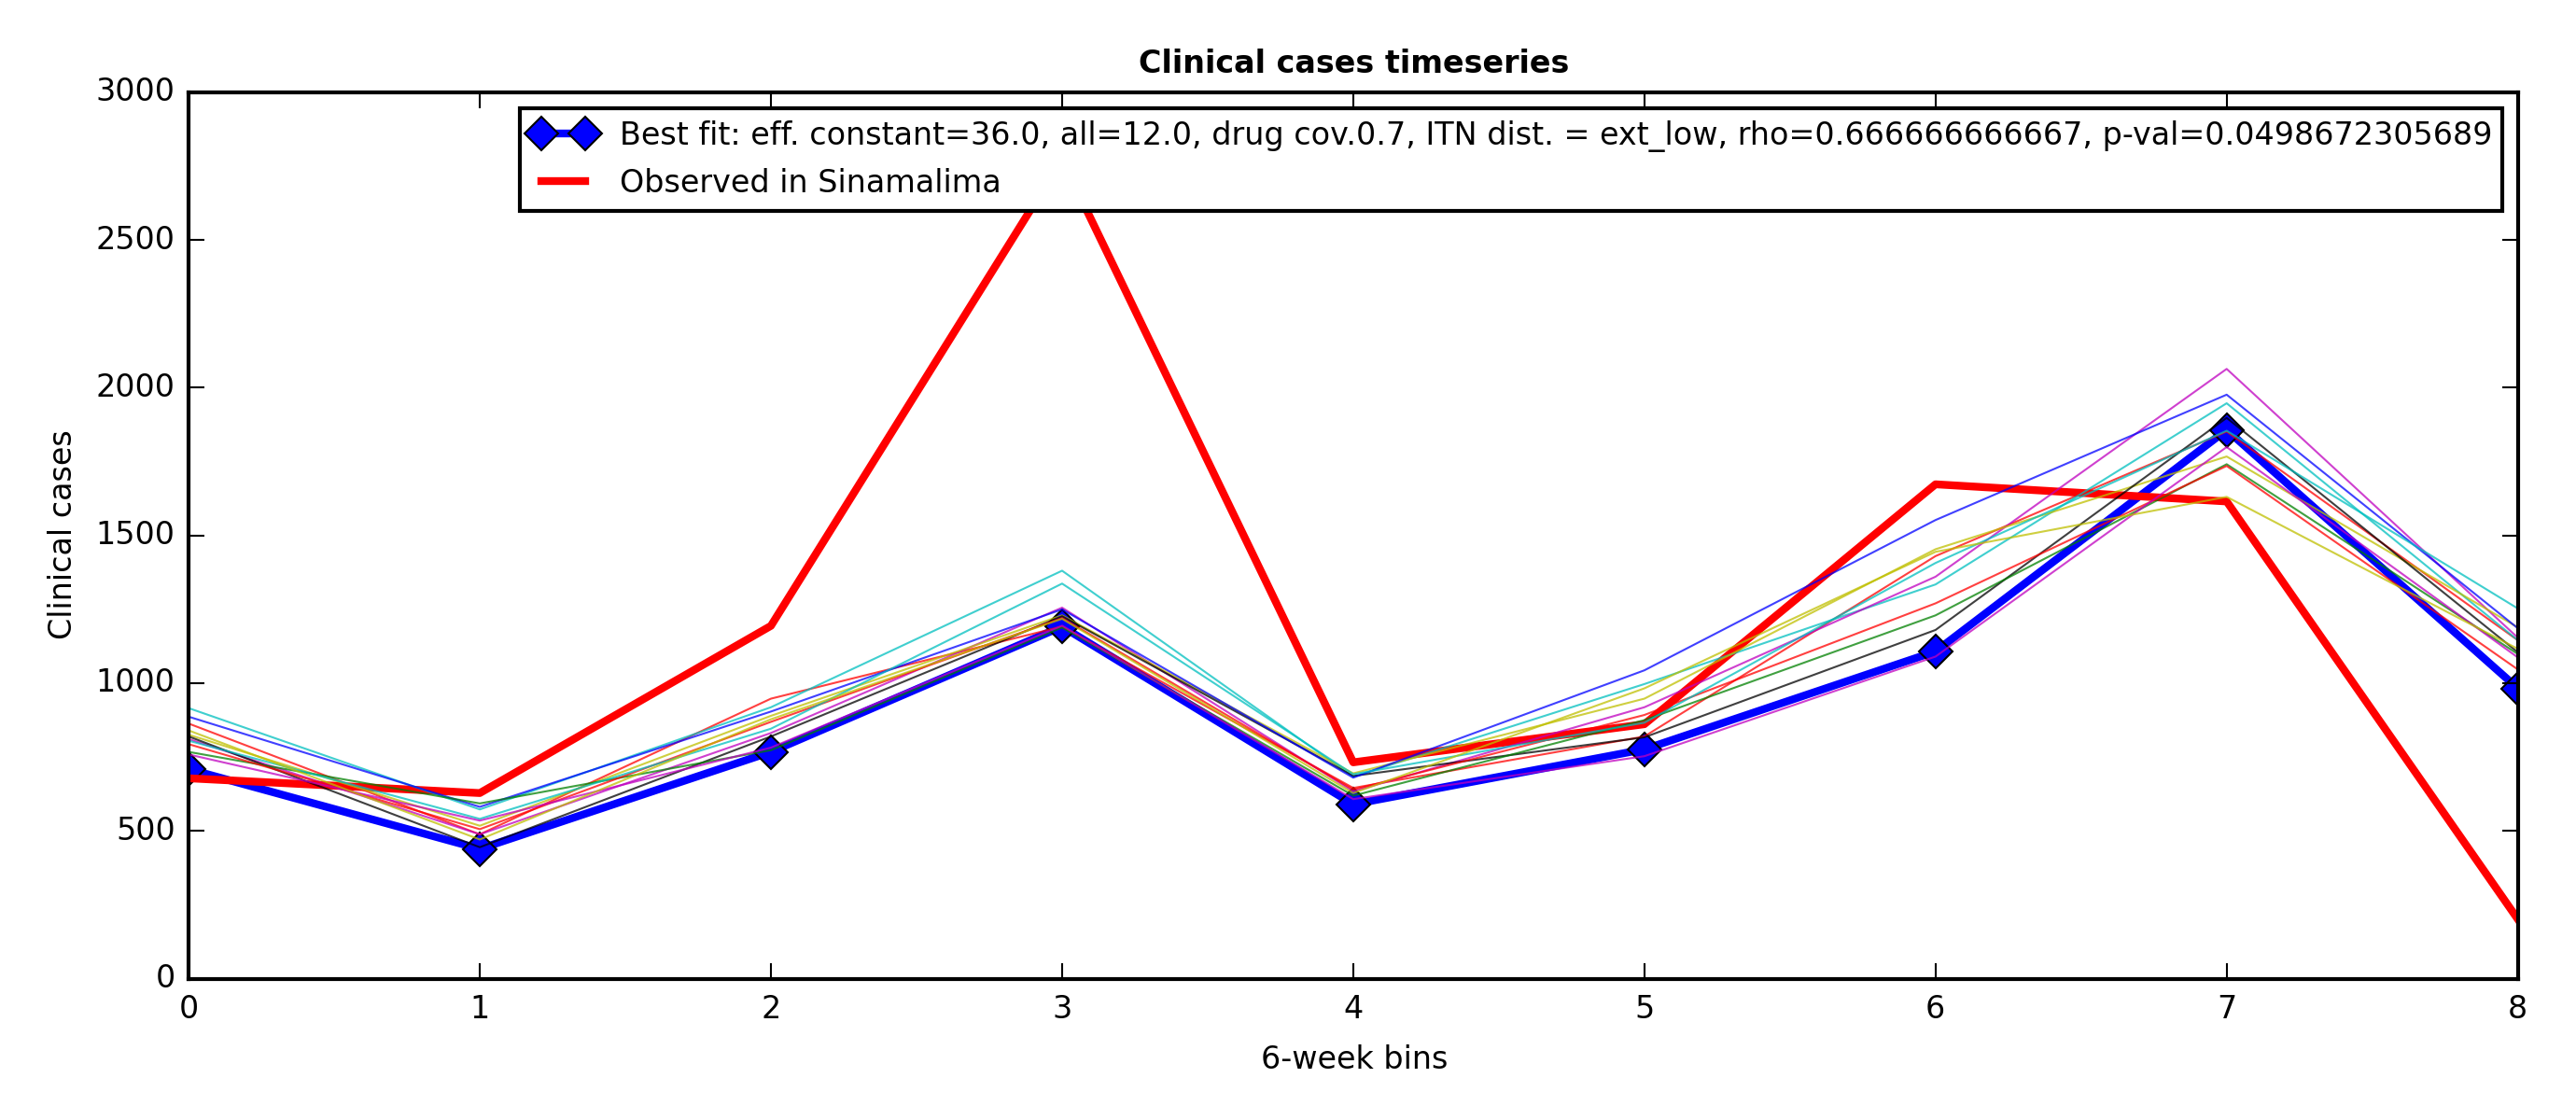 Clinical cases timeseries
3000
2500
2000
1500
1000
500
0
Clinical cases
Best fit: eff. constant=36.0, all=12.0, drug cov.0.7, ITN dist. = ext_low, rho=0.666666666667, p-val=0.0498672305689
Observed in Sinamalima
0 1 2 3 4 5 6 7 8
6-week bins